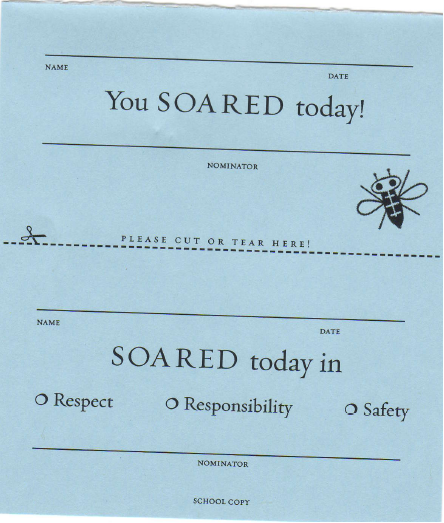 NAME DATE
You SOARED today!
NOMINATOR
PLEASE CUT OR TEAR HERE!
NAME DATE
SOARED today in
Respect Responsibility Safety
NOMINATOR
SCHOOL COPY